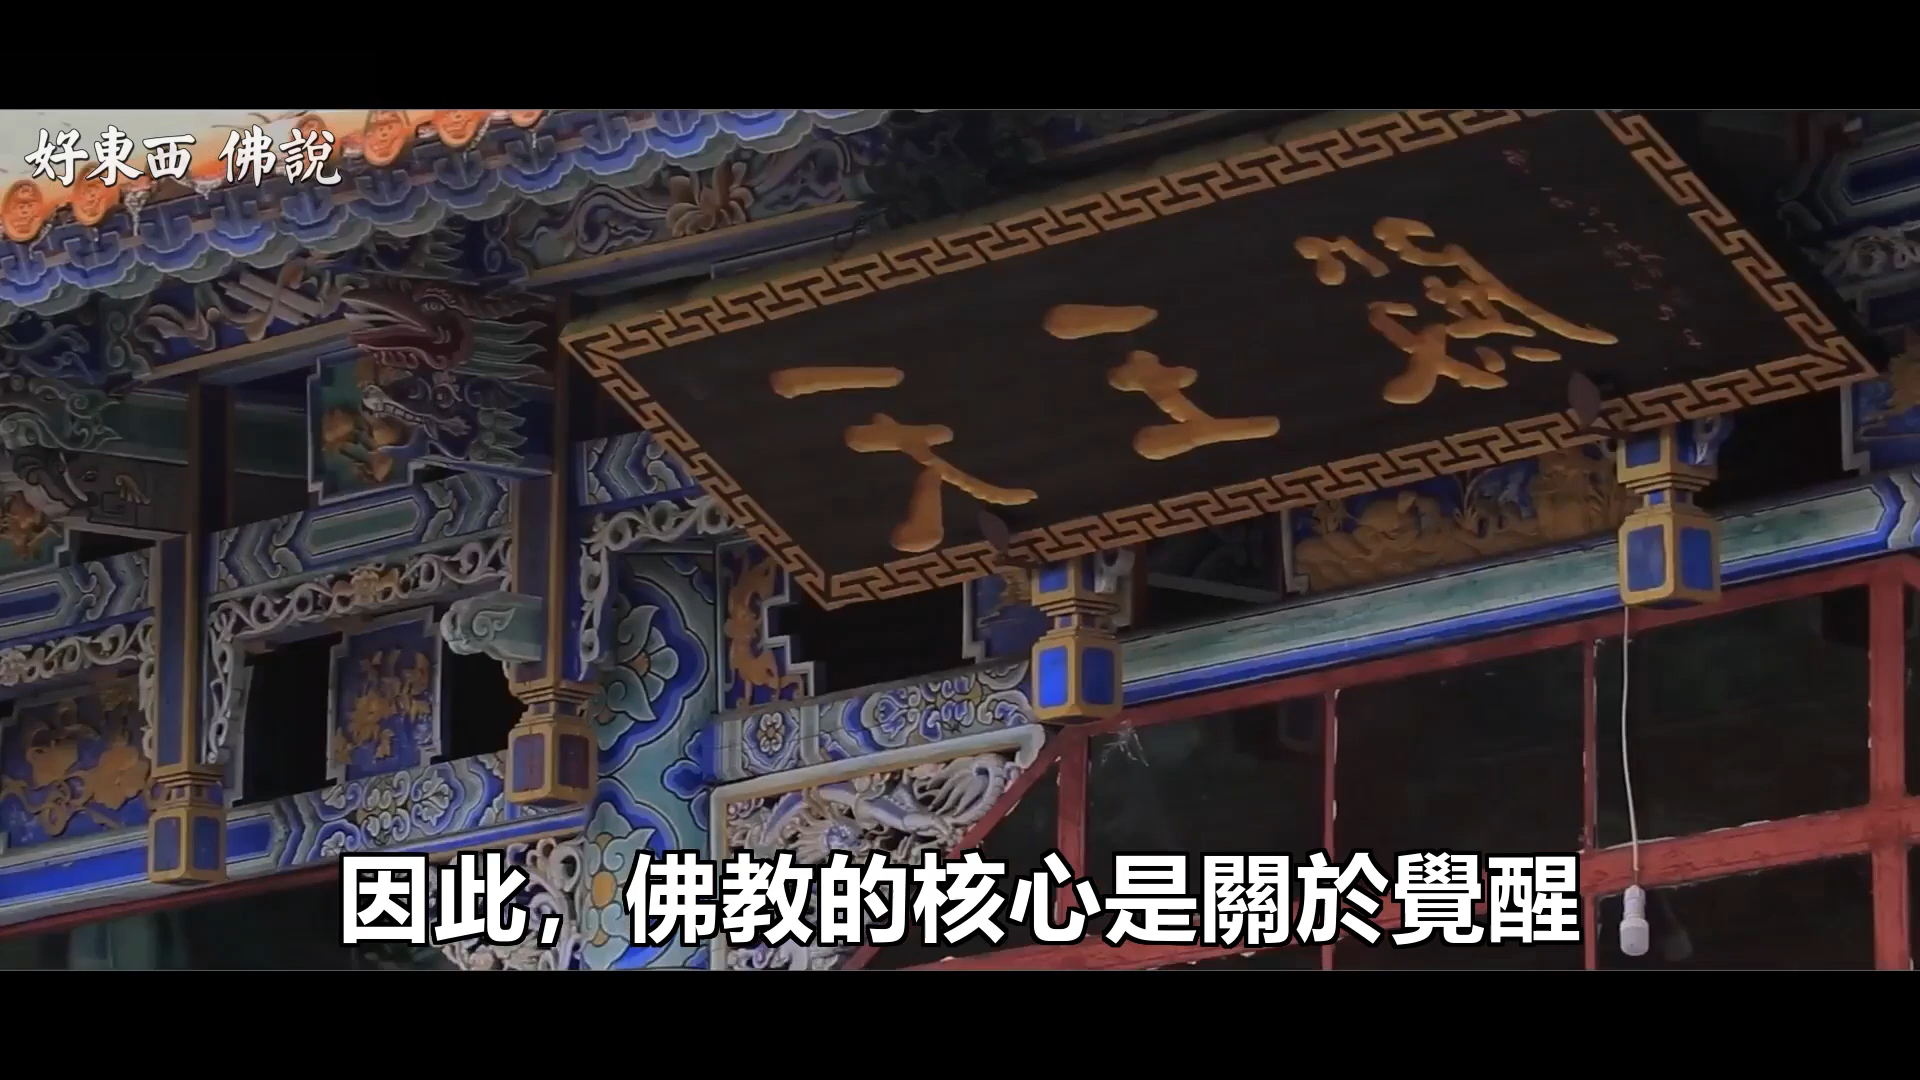 好東西 佛說
天王殿
因此，佛教的核心是關於覺醒